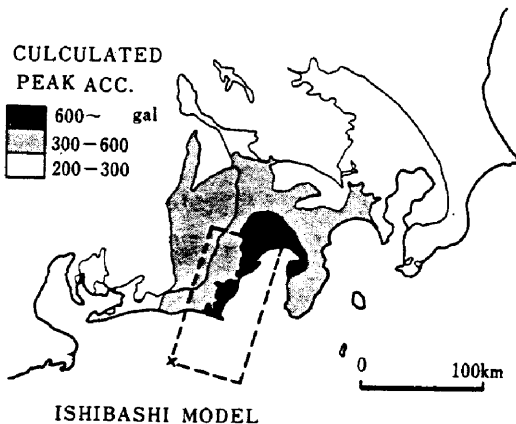 CULCULATED
PEAK ACC.
600~ gal
300-600
200-300
0 100km
ISHIBASHI MODEL